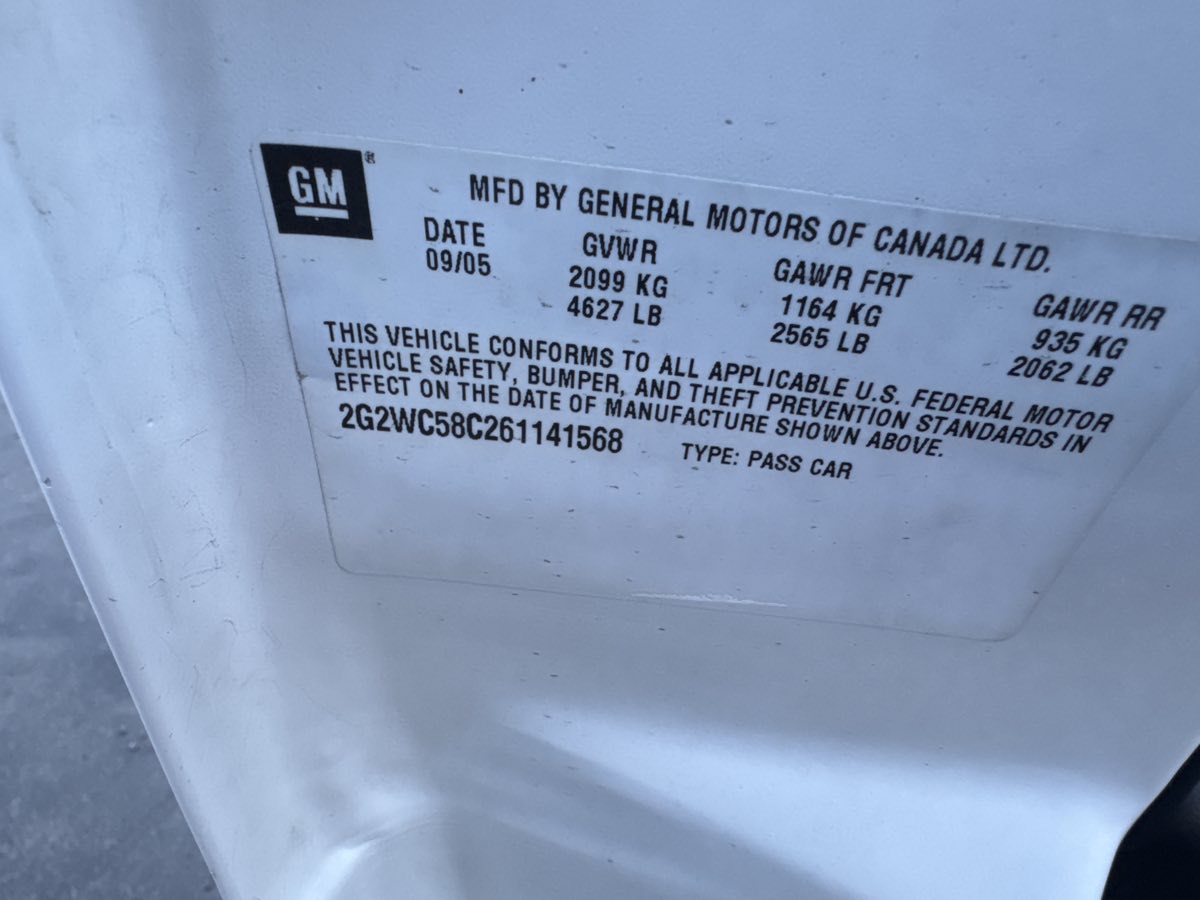 GM®
MFD BY GENERAL MOTORS OF CANADA LTD.
DATE GVWR GAWR FRT GAWR RR
09/05 2099 KG 1164 KG 935 KG
4627 LB 2565 LB 2062 LB
THIS VEHICLE CONFORMS TO ALL APPLICABLE U.S. FEDERAL MOTOR
VEHICLE SAFETY, BUMPER, AND THEFT PREVENTION STANDARDS IN
EFFECT ON THE DATE OF MANUFACTURE SHOWN ABOVE.
2G2WC58C261141568 TYPE: PASS CAR